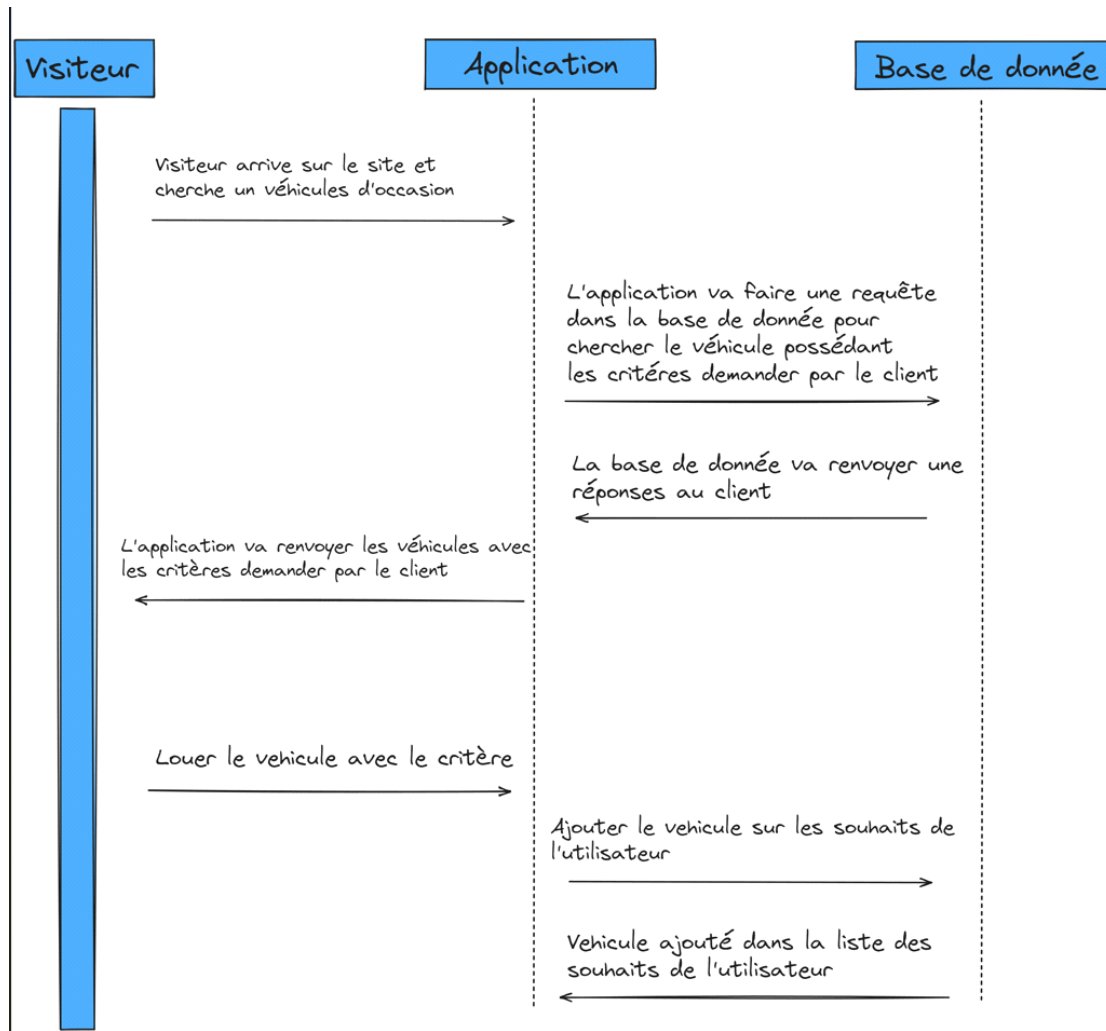 Visiteur
Application
Base de donnée
Visiteur arrive sur le site et
cherche un véhicules d'occasion
L'application va faire une requête
dans la base de donnée pour
chercher le véhicule possédant
les critéres demander par le client
La base de donnée va renvoyer une
réponses au client
L'application va renvoyer les véhicules avec
les critères demander par le client
Louer le vehicule avec le critère
Ajouter le vehicule sur les souhaits de
l'utilisateur
Vehicule ajouté dans la liste des
souhaits de l'utilisateur